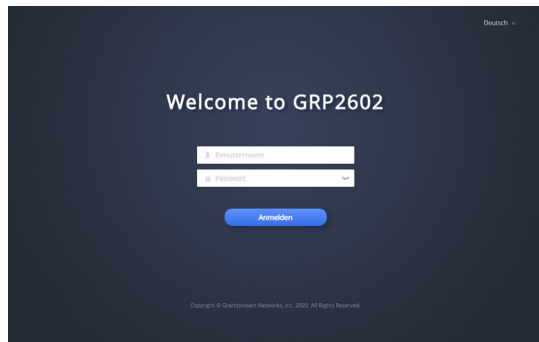 Deutsch
Welcome to GRP2602
Benutzername
Passwort
Anmelden
Copyright © Grandstream Networks, Inc. 2020. All Rights Reserved